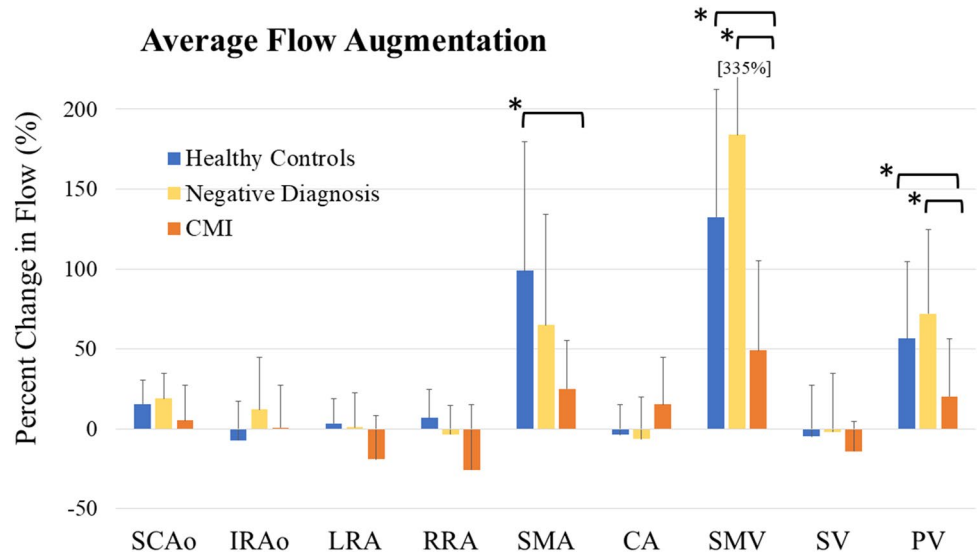 Average Flow Augmentation
*
*
[335%]
*
*
*
Percent Change in Flow (%)
200
150
100
50
0
-50
Healthy Controls
Negative Diagnosis
CMI
SCAo IRAo LRA RRA SMA CA SMV SV PV